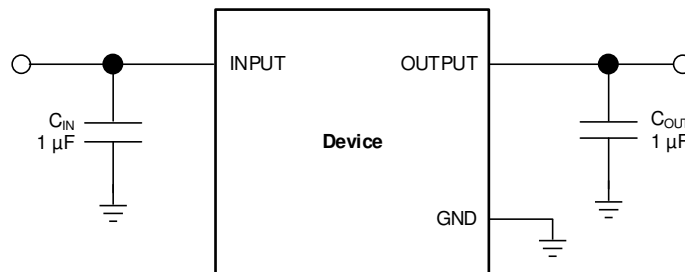 INPUT
OUTPUT
C_IN
1 µF
Device
C_OUT
1 µF
GND